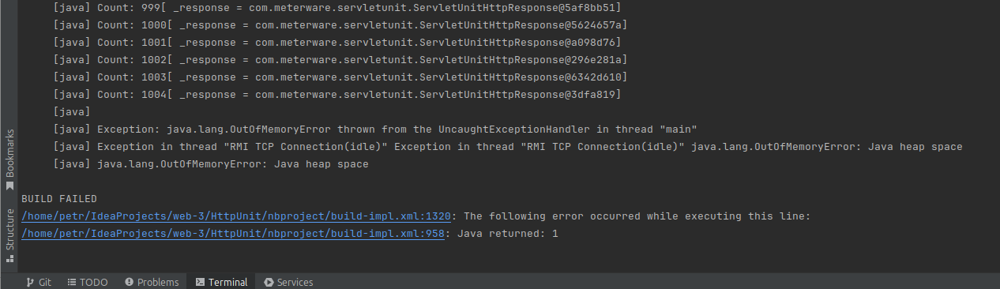 [java] Count: 999[ _response = com.meterware.servletunit.ServletUnitHttpResponse@5af8bb51]
[java] Count: 1000[ _response = com.meterware.servletunit.ServletUnitHttpResponse@5624657a]
[java] Count: 1001[ _response = com.meterware.servletunit.ServletUnitHttpResponse@a098d76]
[java] Count: 1002[ _response = com.meterware.servletunit.ServletUnitHttpResponse@296e281a]
[java] Count: 1003[ _response = com.meterware.servletunit.ServletUnitHttpResponse@6342d610]
[java] Count: 1004[ _response = com.meterware.servletunit.ServletUnitHttpResponse@3dfa819]
[java]
[java] Exception: java.lang.OutOfMemoryError thrown from the UncaughtExceptionHandler in thread "main"
[java] Exception in thread "RMI TCP Connection(idle)" Exception in thread "RMI TCP Connection(idle)" java.lang.OutOfMemoryError: Java heap space
[java] java.lang.OutOfMemoryError: Java heap space
BUILD FAILED
/home/petr/IdeaProjects/web-3/HttpUnit/nbproject/build-impl.xml:1320: The following error occurred while executing this line:
/home/petr/IdeaProjects/web-3/HttpUnit/nbproject/build-impl.xml:958: Java returned: 1
Bookmarks
Structure
Git TODO Problems Terminal Services